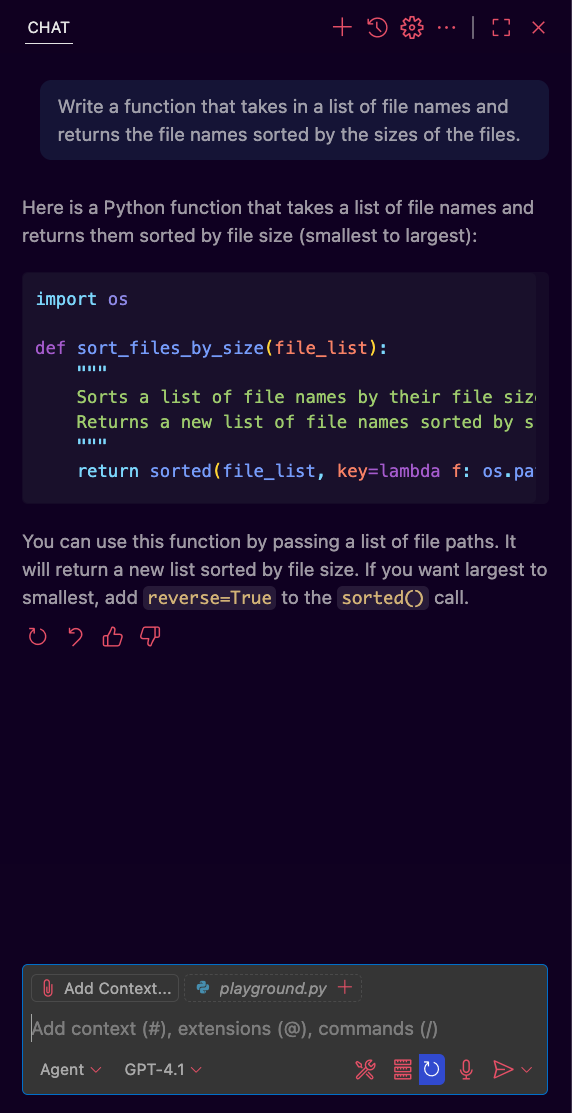 CHAT
Write a function that takes in a list of file names and
returns the file names sorted by the sizes of the files.
Here is a Python function that takes a list of file names and
returns them sorted by file size (smallest to largest):
import os
def sort_files_by_size(file_list):
"""
Sorts a list of file names by their file
Returns a new list of file names sorted by
"""
return sorted(file_list, key=lambda f: os.pa
You can use this function by passing a list of file paths. It
will return a new list sorted by file size. If you want largest to
smallest, add reverse=True to the sorted() call.
Add Context...
playground.py
Add context (#), extensions (@), commands (/)
Agent
GPT-4.1